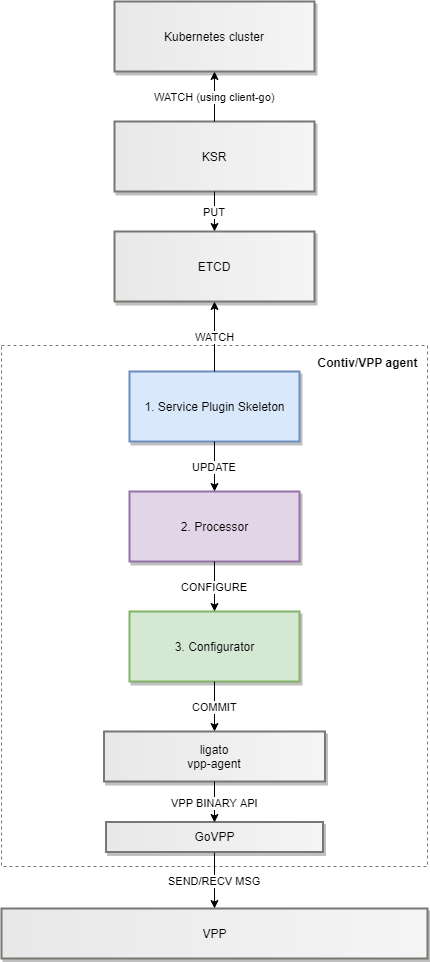 Kubernetes cluster
WATCH (using client-go)
KSR
PUT
ETCD
WATCH
Contiv/VPP agent
1. Service Plugin Skeleton
UPDATE
2. Processor
CONFIGURE
3. Configurator
COMMIT
ligato
vpp-agent
VPP BINARY API
GoVPP
SEND/RECV MSG
VPP